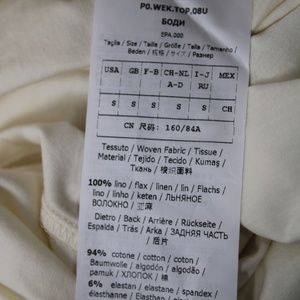 P0.WEK.TOP.08U
БОДИ
EPA.000
Taglia / Size / Taille / Größe / Talla / Tamanho /
Beden / 规格 / サイズ / Размер
USA GB F-B CH-NL I-J MEX
A-D RU
S S S S S CH
CN 尺码: 160/84A
Tessuto / Woven Fabric / Tissue /
Material / Tejido / Tecido / Kumaş /
Ткань / 梭织面料
100% lino / flax / linen / lin / Flachs /
lino / linho / keten / ЛЬНЯНОЕ
ВОЛОКНО / 亚麻
Dietro / Back / Arrière / Rückseite /
Espalda / Trás / Arka / ЗАДНЯЯ ЧАСТЬ
/ 后片
94% cotone / cotton / coton /
Baumwolle / algodón / algodão /
pamuk / ХЛОПОК / 棉
6% elastan / elastane / spandex /
élasthanne / Elasthan /